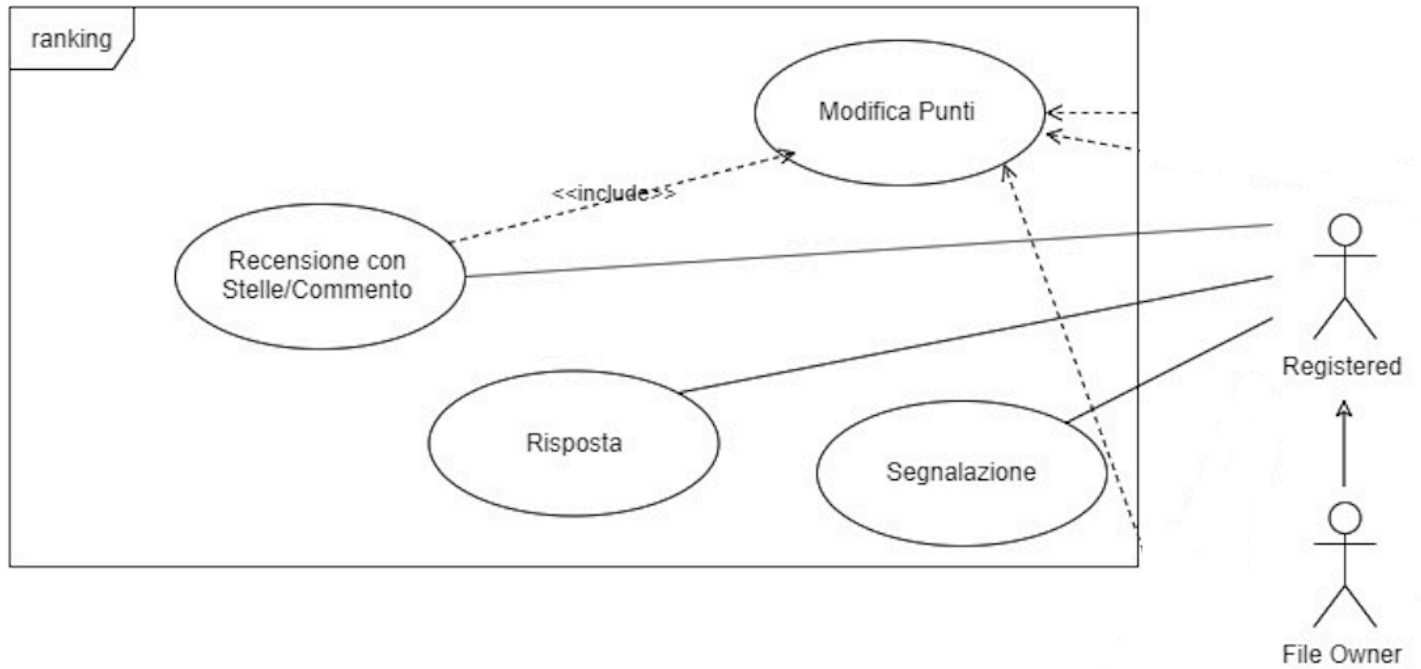 ranking
Modifica Punti
<<include>>
Recensione con
Stelle/Commento
Registered
Risposta
Segnalazione
File Owner